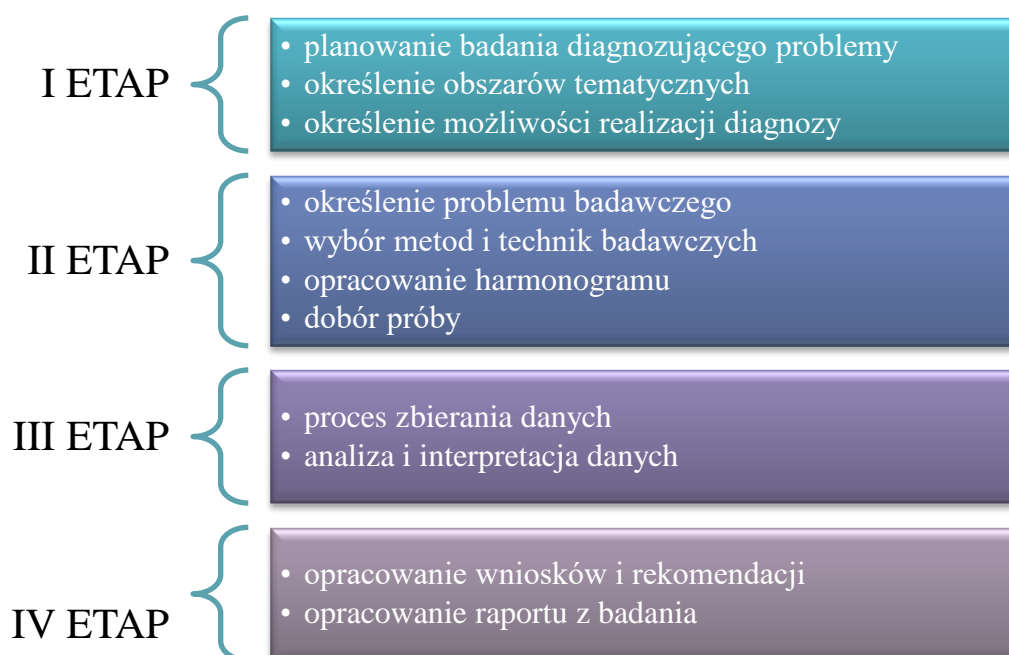 I ETAP
• planowanie badania diagnozującego problemy
• określenie obszarów tematycznych
• określenie możliwości realizacji diagnozy
II ETAP
• określenie problemu badawczego
• wybór metod i technik badawczych
• opracowanie harmonogramu
• dobór próby
III ETAP
• proces zbierania danych
• analiza i interpretacja danych
IV ETAP
• opracowanie wniosków i rekomendacji
• opracowanie raportu z badania